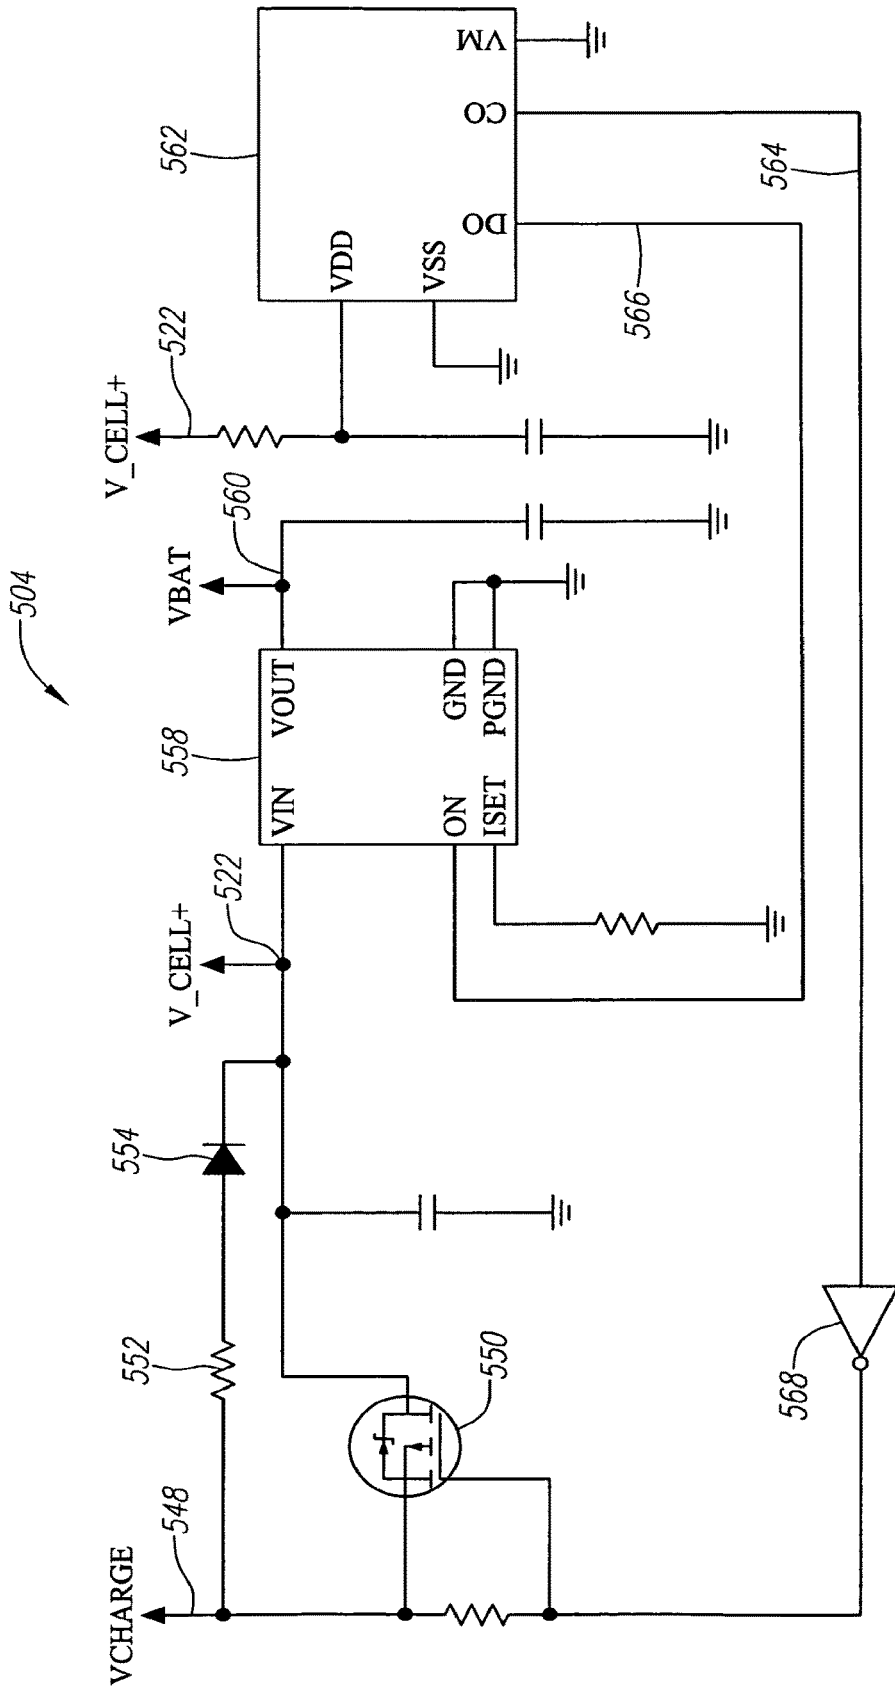 504
VCHARGE
548
552
554
V_CELL+
522
558
VBAT
560
V_CELL+
522
562
VIN
VOUT
ON
GND
ISET
PGND
VDD
VSS
DO
CO
VM
550
566
564
568